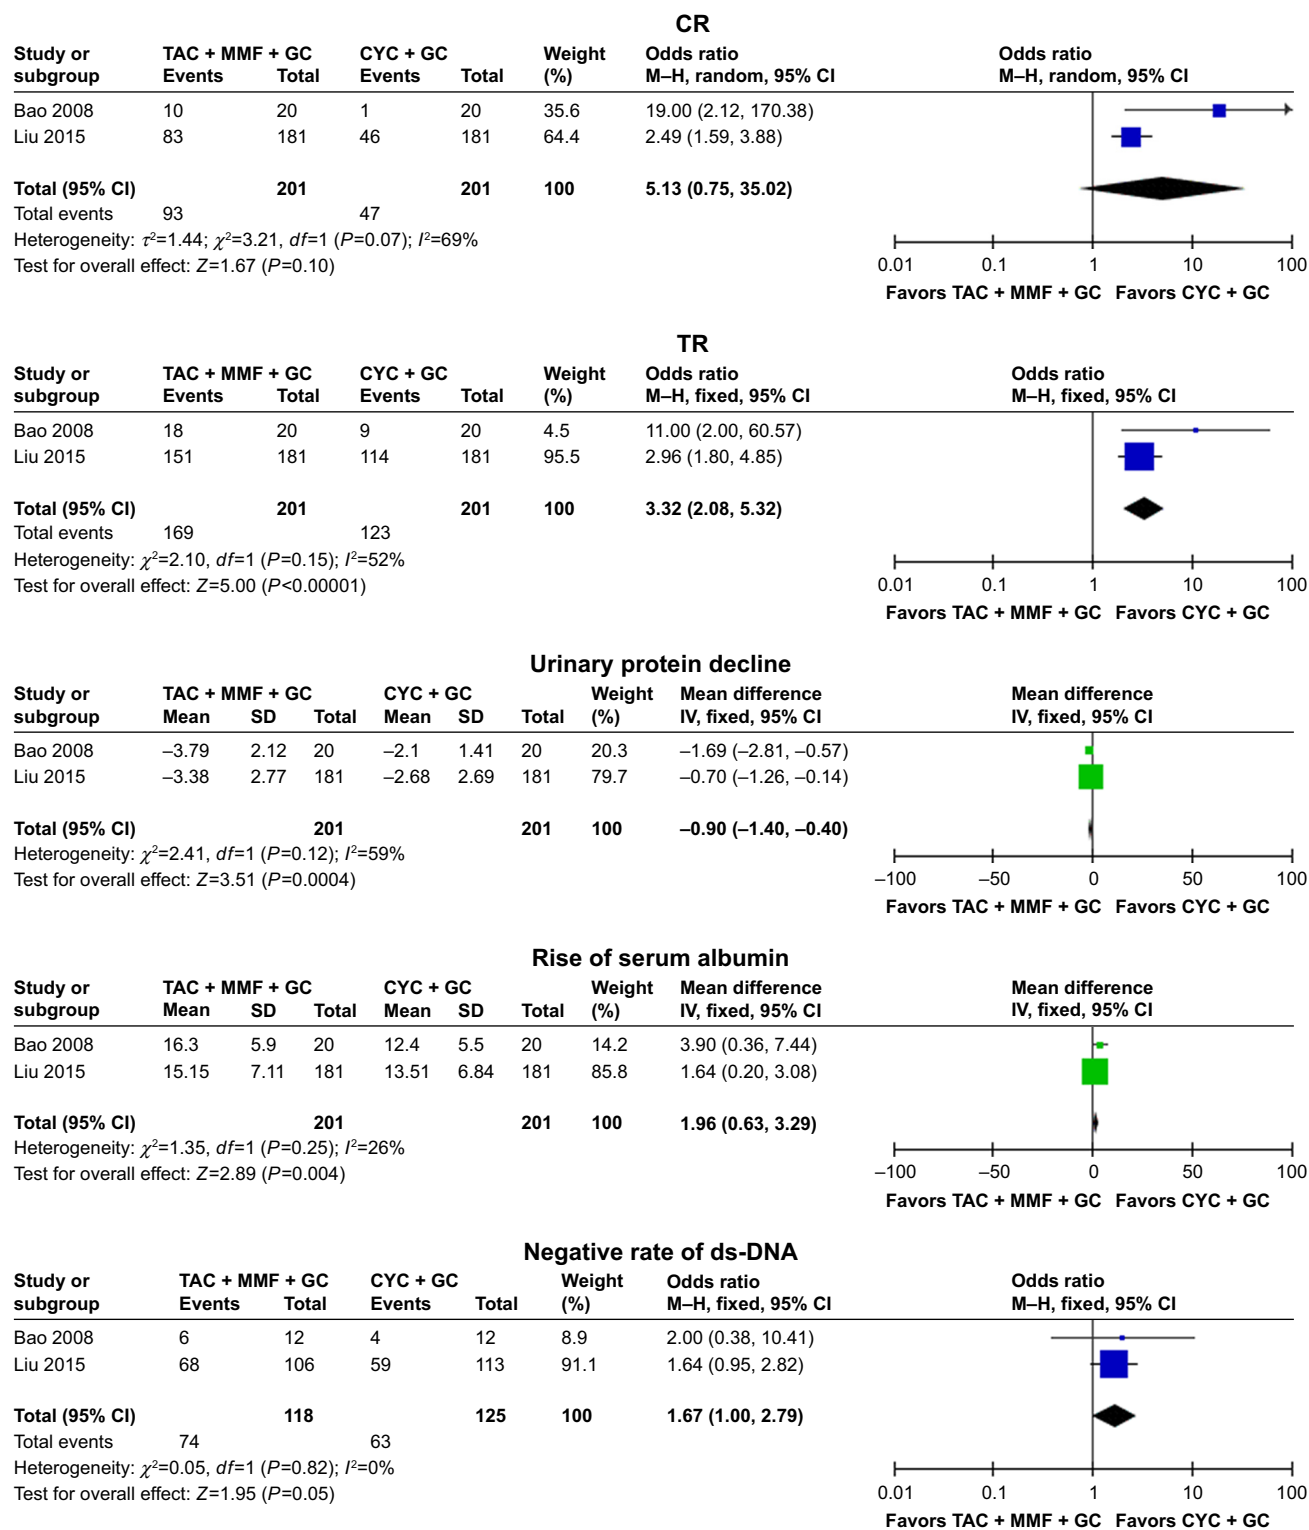 CR
Study or TAC + MMF + GC CYC + GC Weight Odds ratio Odds ratio
subgroup Events Total Events Total (%) M–H, random, 95% CI M–H, random, 95% CI
Bao 2008 10 20 1 20 35.6 19.00 (2.12, 170.38)
Liu 2015 83 181 46 181 64.4 2.49 (1.59, 3.88)
Total (95% CI) 201 201 100 5.13 (0.75, 35.02)
Total events 93 47
Heterogeneity: τ²=1.44; χ²=3.21, df=1 (P=0.07); I²=69%
Test for overall effect: Z=1.67 (P=0.10)
0.01 0.1 1 10 100
Favors TAC + MMF + GC Favors CYC + GC
TR
Study or TAC + MMF + GC CYC + GC Weight Odds ratio Odds ratio
subgroup Events Total Events Total (%) M–H, fixed, 95% CI M–H, fixed, 95% CI
Bao 2008 18 20 9 20 4.5 11.00 (2.00, 60.57)
Liu 2015 151 181 114 181 95.5 2.96 (1.80, 4.85)
Total (95% CI) 201 201 100 3.32 (2.08, 5.32)
Total events 169 123
Heterogeneity: χ²=2.10, df=1 (P=0.15); I²=52%
Test for overall effect: Z=5.00 (P<0.00001)
0.01 0.1 1 10 100
Favors TAC + MMF + GC Favors CYC + GC
Urinary protein decline
Study or TAC + MMF + GC CYC + GC Weight Mean difference Mean difference
subgroup Mean SD Total Mean SD Total (%) IV, fixed, 95% CI IV, fixed, 95% CI
Bao 2008 –3.79 2.12 20 –2.1 1.41 20 20.3 –1.69 (–2.81, –0.57)
Liu 2015 –3.38 2.77 181 –2.68 2.69 181 79.7 –0.70 (–1.26, –0.14)
Total (95% CI) 201 201 100 –0.90 (–1.40, –0.40)
Heterogeneity: χ²=2.41, df=1 (P=0.12); I²=59%
Test for overall effect: Z=3.51 (P=0.0004)
–100 –50 0 50 100
Favors TAC + MMF + GC Favors CYC + GC
Rise of serum albumin
Study or TAC + MMF + GC CYC + GC Weight Mean difference Mean difference
subgroup Mean SD Total Mean SD Total (%) IV, fixed, 95% CI IV, fixed, 95% CI
Bao 2008 16.3 5.9 20 12.4 5.5 20 14.2 3.90 (0.36, 7.44)
Liu 2015 15.15 7.11 181 13.51 6.84 181 85.8 1.64 (0.20, 3.08)
Total (95% CI) 201 201 100 1.96 (0.63, 3.29)
Heterogeneity: χ²=1.35, df=1 (P=0.25); I²=26%
Test for overall effect: Z=2.89 (P=0.004)
–100 –50 0 50 100
Favors TAC + MMF + GC Favors CYC + GC
Negative rate of ds-DNA
Study or TAC + MMF + GC CYC + GC Weight Odds ratio Odds ratio
subgroup Events Total Events Total (%) M–H, fixed, 95% CI M–H, fixed, 95% CI
Bao 2008 6 12 4 12 8.9 2.00 (0.38, 10.41)
Liu 2015 68 106 59 113 91.1 1.64 (0.95, 2.82)
Total (95% CI) 118 125 100 1.67 (1.00, 2.79)
Total events 74 63
Heterogeneity: χ²=0.05, df=1 (P=0.82); I²=0%
Test for overall effect: Z=1.95 (P=0.05)
0.01 0.1 1 10 100
Favors TAC + MMF + GC Favors CYC + GC